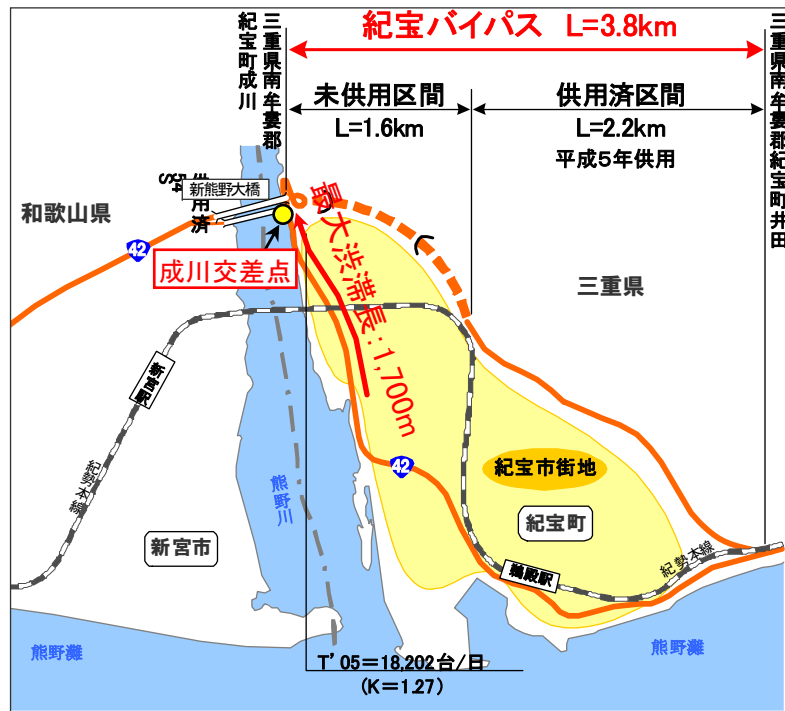 紀宝バイパス L=3.8km
三重県南牟婁郡
紀宝町成川
三重県南牟婁郡紀宝町井田
未供用区間
L=1.6km
供用済区間
L=2.2km
平成5年供用
供用済
新熊野大橋
和歌山県
42
成川交差点
最大渋滞長:1,700m
三重県
新宮駅
紀勢本線
熊野川
42
紀宝市街地
紀宝町
新宮市
鵜殿駅
紀勢本線
熊野灘
熊野灘
T'05=18,202台/日
(K=1.27)